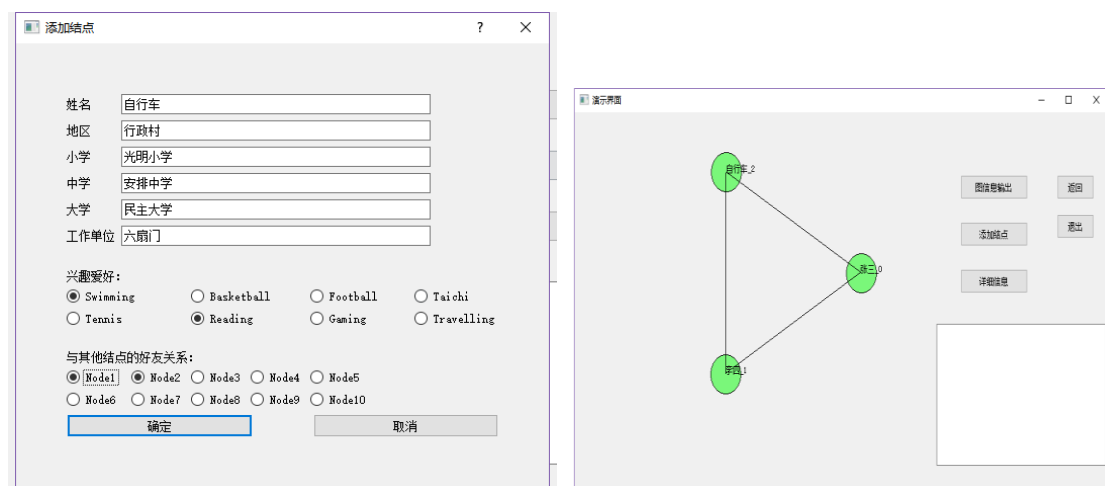 添加结点 ?
姓名 自行车
地区 行政村
小学 光明小学
中学 安排中学
大学 民主大学
工作单位 六扇门
兴趣爱好:
Swimming Basketball Football Taichi
Tennis Reading Gaming Travelling
与其他结点的好友关系:
Node1 Node2 Node3 Node4 Node5
Node6 Node7 Node8 Node9 Node10
确定 取消
演示界面
自行车_2
张三_0
李四_1
图信息输出 返回
添加结点 退出
详细信息